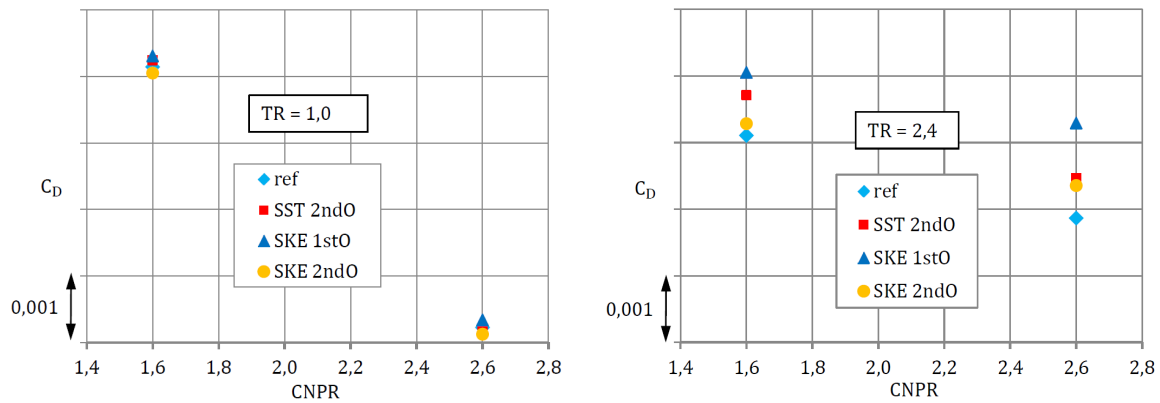 TR = 1,0
C_D
ref
SST 2ndO
SKE 1stO
SKE 2ndO
0,001
1,4 1,6 1,8 2,0 2,2 2,4 2,6 2,8
CNPR
TR = 2,4
C_D
ref
SST 2ndO
SKE 1stO
SKE 2ndO
0,001
1,4 1,6 1,8 2,0 2,2 2,4 2,6 2,8
CNPR